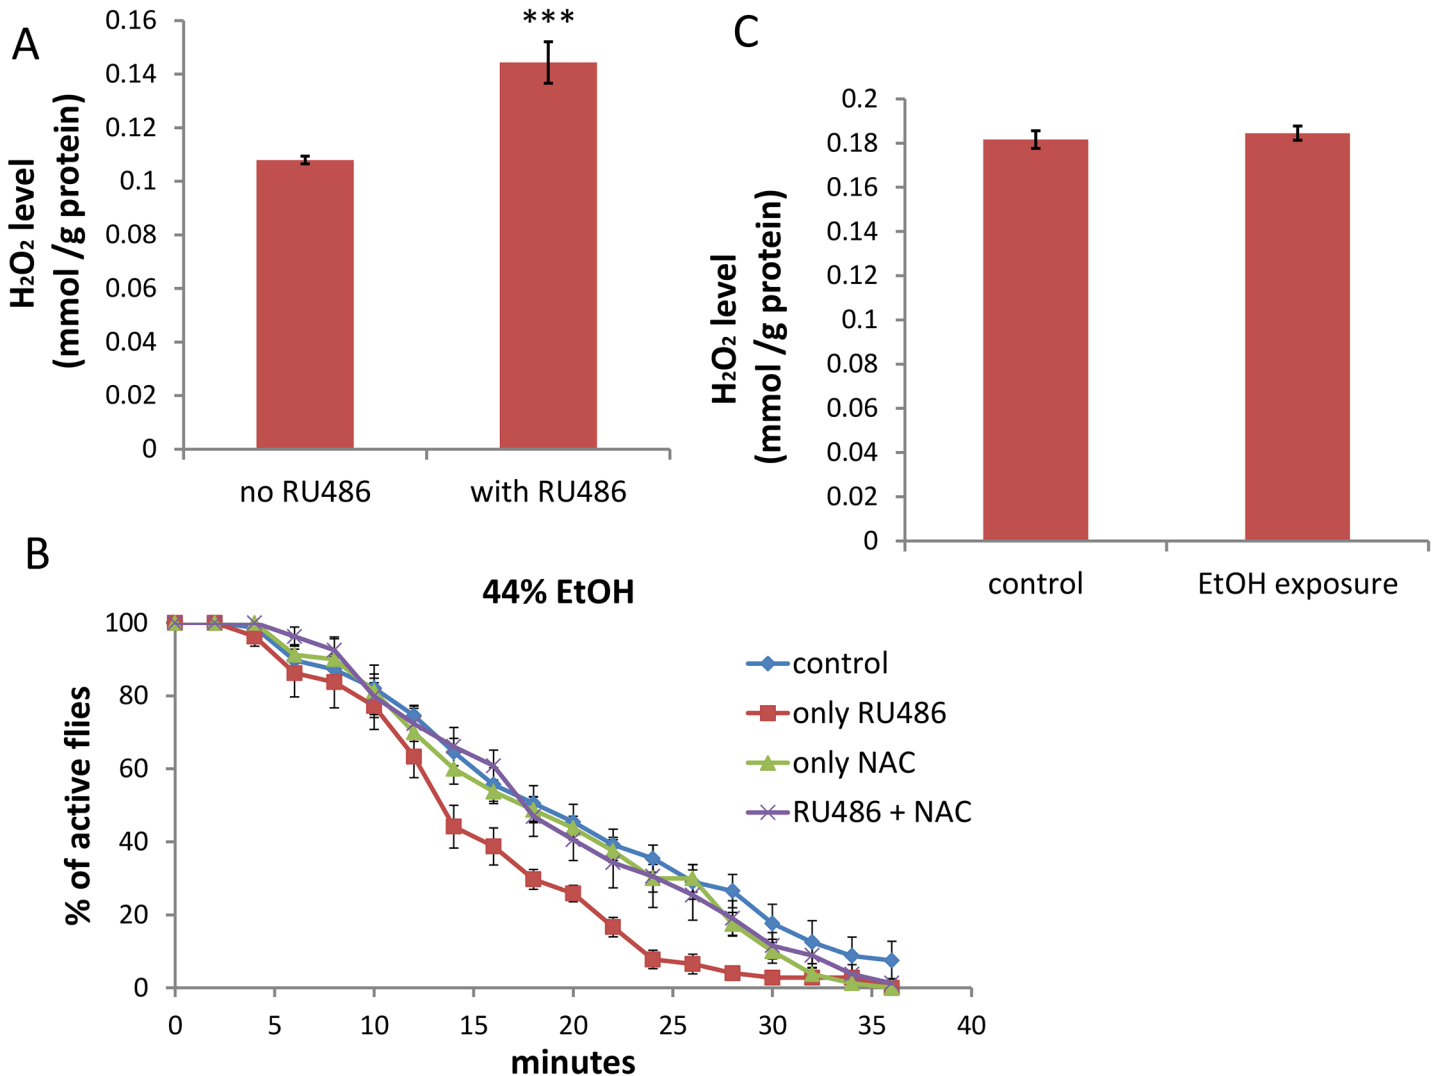 A
0.16
0.14
0.12
0.1
0.08
0.06
0.04
0.02
0
H₂O₂ level
(mmol /g protein)
***
no RU486
with RU486
C
0.2
0.18
0.16
0.14
0.12
0.1
0.08
0.06
0.04
0.02
0
H₂O₂ level
(mmol /g protein)
control
EtOH exposure
B
44% EtOH
100
80
60
40
20
0
% of active flies
0
5
10
15
20
25
30
35
40
minutes
control
only RU486
only NAC
RU486 + NAC